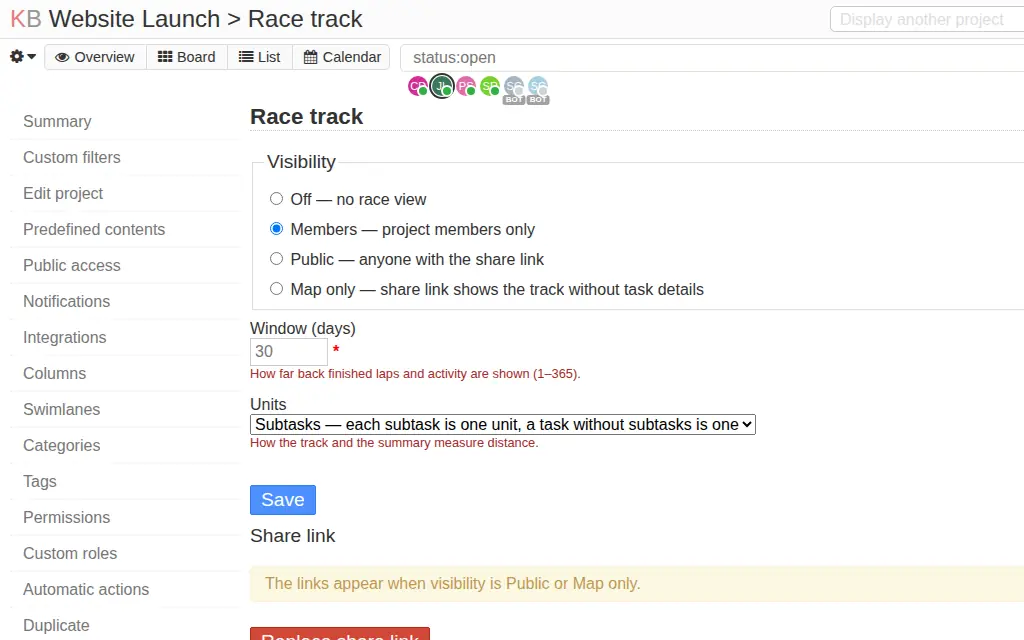 KB Website Launch > Race track
Display another project
Overview
Board
List
Calendar
status:open
BOT
BOT
Race track
Summary
Custom filters
Edit project
Predefined contents
Public access
Notifications
Integrations
Columns
Swimlanes
Categories
Tags
Permissions
Custom roles
Automatic actions
Duplicate
Visibility
Off — no race view
Members — project members only
Public — anyone with the share link
Map only — share link shows the track without task details
Window (days)
30 *
How far back finished laps and activity are shown (1–365).
Units
Subtasks — each subtask is one unit, a task without subtasks is one
How the track and the summary measure distance.
Save
Share link
The links appear when visibility is Public or Map only.
Replace share link